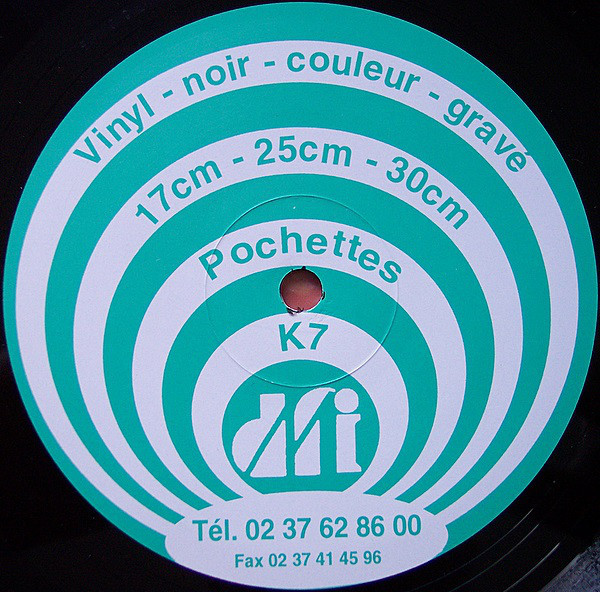 Vinyl - noir - couleur - gravé
17cm - 25cm - 30cm
Pochettes
K7
dMi
Tél. 02 37 62 86 00
Fax 02 37 41 45 96